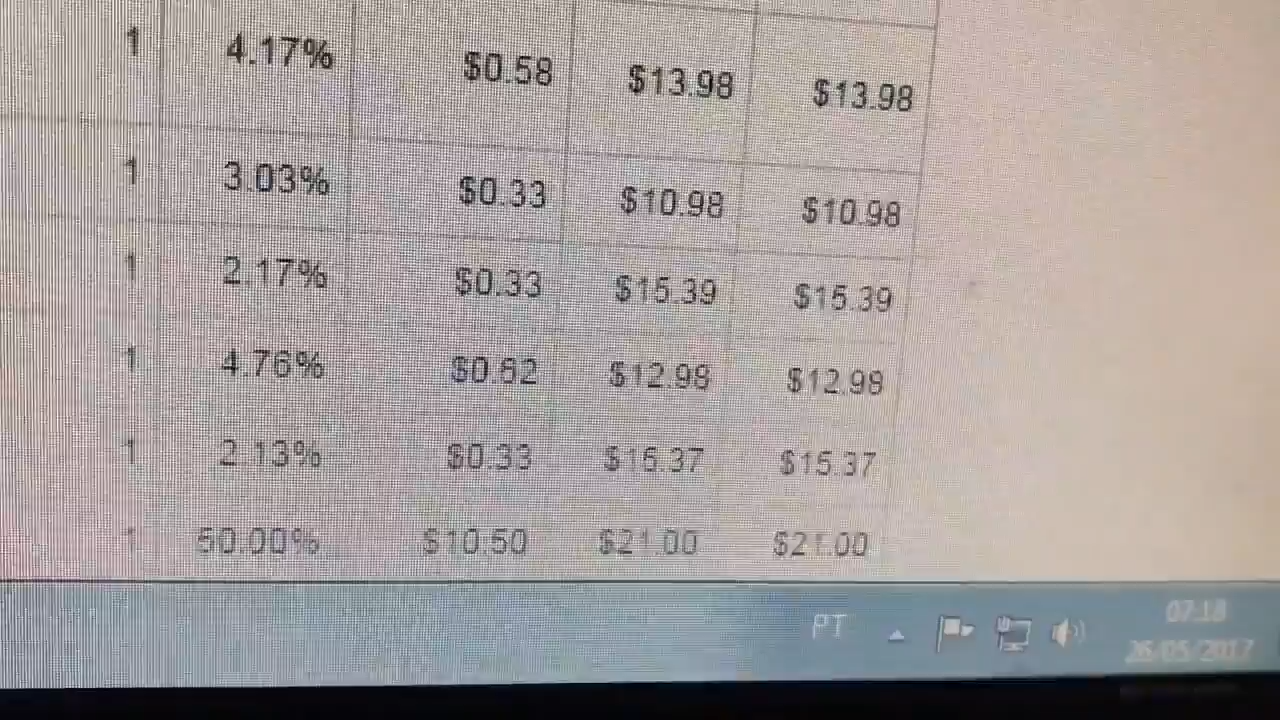 1 4.17% $0.58 $13.98 $13.98
1 3.03% $0.33 $10.98 $10.98
1 2.17% $0.33 $15.39 $15.39
1 4.76% $0.62 $12.98 $12.98
1 2.13% $0.33 $15.37 $15.37
1 50.00% $10.50 $21.00 $21.00
PT 07:18
26/05/2017